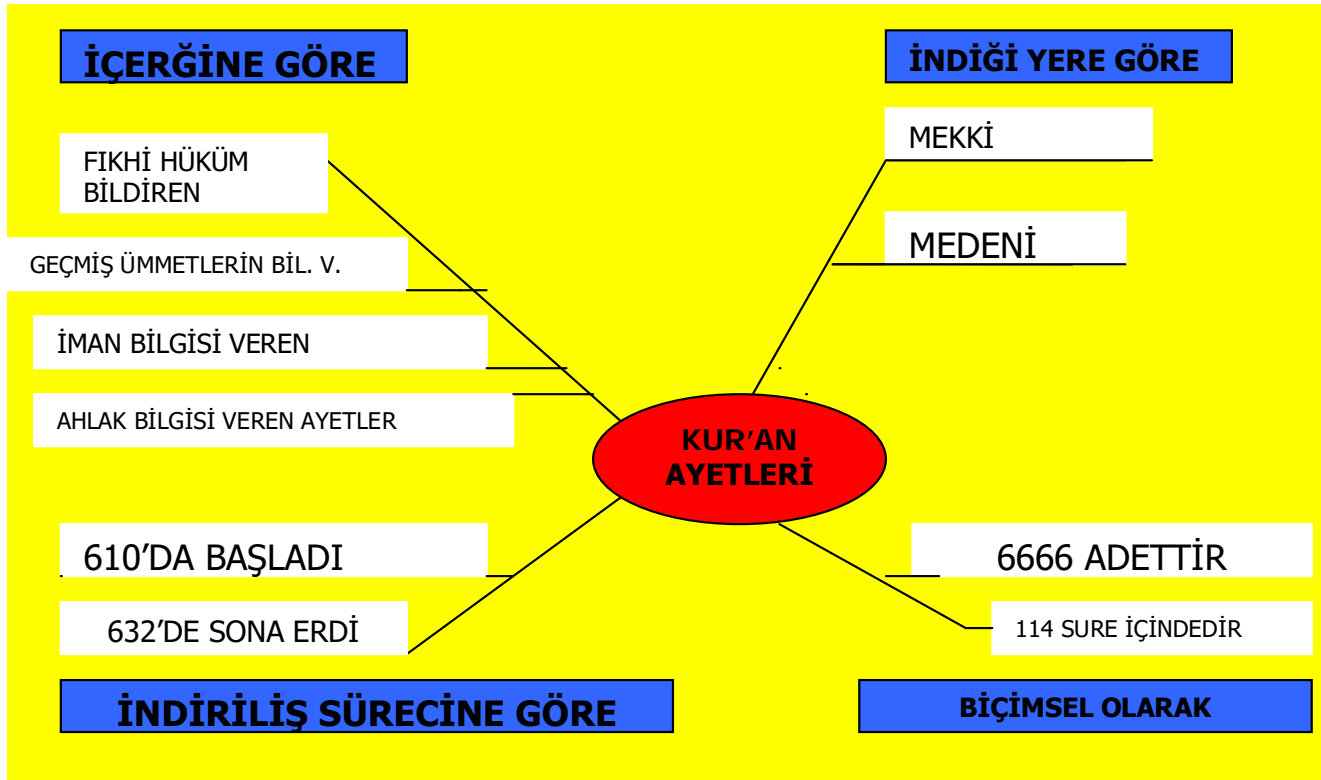 İÇERĞİNE GÖRE
FIKHİ HÜKÜM
BİLDİREN
GEÇMİŞ ÜMMETLERİN BİL. V.
İMAN BİLGİSİ VEREN
AHLAK BİLGİSİ VEREN AYETLER
İNDİĞİ YERE GÖRE
MEKKİ
MEDENİ
KUR’AN
AYETLERİ
610’DA BAŞLADI
632’DE SONA ERDİ
İNDİRİLİŞ SÜRECİNE GÖRE
6666 ADETTİR
114 SURE İÇİNDEDİR
BİÇİMSEL OLARAK